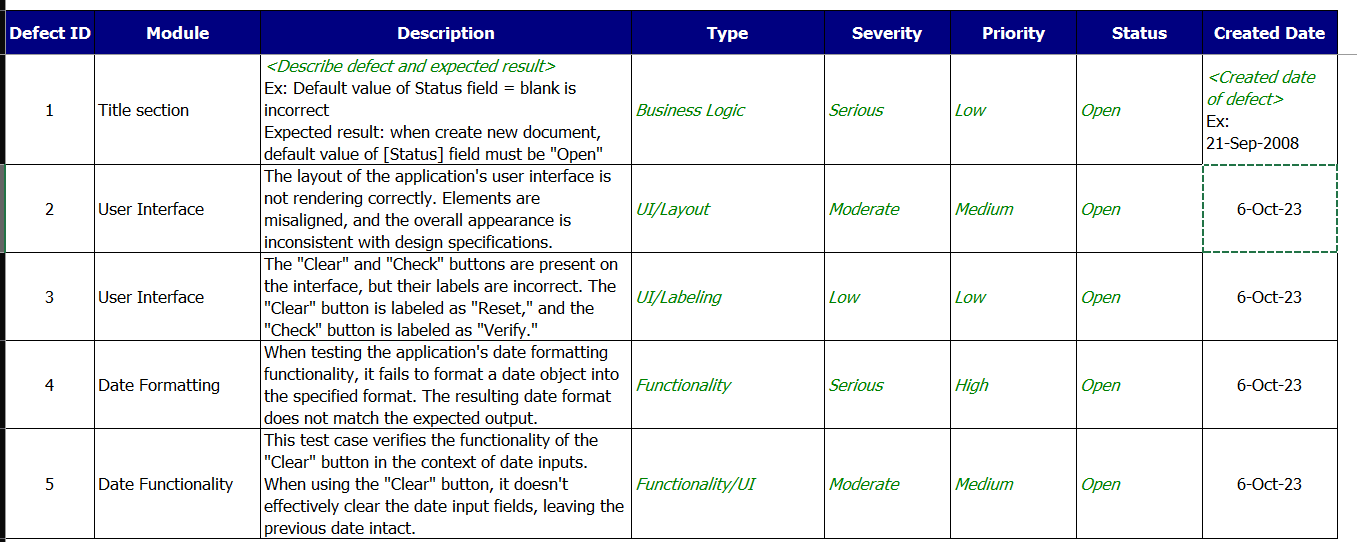 Defect ID Module Description Type Severity Priority Status Created Date
<Describe defect and expected result>
Ex: Default value of Status field = blank is
incorrect
Expected result: when create new document,
default value of [Status] field must be "Open"
1 Title section Business Logic Serious Low Open
<Created date
of defect>
Ex:
21-Sep-2008
The layout of the application's user interface is
not rendering correctly. Elements are
misaligned, and the overall appearance is
inconsistent with design specifications.
2 User Interface UI/Layout Moderate Medium Open 6-Oct-23
The "Clear" and "Check" buttons are present on
the interface, but their labels are incorrect. The
"Clear" button is labeled as "Reset," and the
"Check" button is labeled as "Verify."
3 User Interface UI/Labeling Low Low Open 6-Oct-23
When testing the application's date formatting
functionality, it fails to format a date object into
the specified format. The resulting date format
does not match the expected output.
4 Date Formatting Functionality Serious High Open 6-Oct-23
This test case verifies the functionality of the
"Clear" button in the context of date inputs.
When using the "Clear" button, it doesn't
effectively clear the date input fields, leaving the
previous date intact.
5 Date Functionality Functionality/UI Moderate Medium Open 6-Oct-23